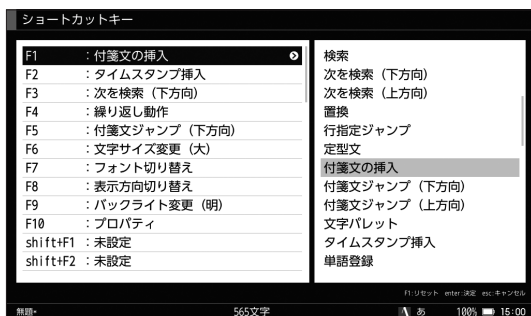 ショートカットキー
F1 :付箋文の挿入
F2 :タイムスタンプ挿入
F3 :次を検索（下方向）
F4 :繰り返し動作
F5 :付箋文ジャンプ（下方向）
F6 :文字サイズ変更（大）
F7 :フォント切り替え
F8 :表示方向切り替え
F9 :バックライト変更（明）
F10 :プロパティ
shift+F1 :未設定
shift+F2 :未設定
検索
次を検索（下方向）
次を検索（上方向）
置換
行指定ジャンプ
定型文
付箋文の挿入
付箋文ジャンプ（下方向）
付箋文ジャンプ（上方向）
文字パレット
タイムスタンプ挿入
単語登録
F1:リセット enter:決定 esc:キャンセル
無題* 565文字 あ 100% 15:00